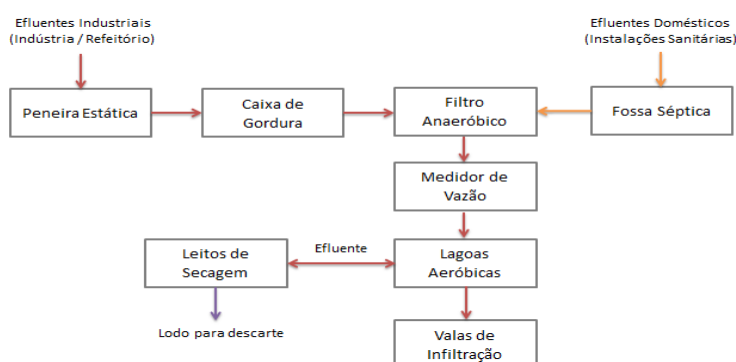 Efluentes Industriais
(Indústria / Refeitório)
Efluentes Domésticos
(Instalações Sanitárias)
Peneira Estática
Caixa de
Gordura
Filtro
Anaeróbico
Fossa Séptica
Medidor de
Vazão
Leitos de
Secagem
Efluente
Lagoas
Aeróbicas
Lodo para descarte
Valas de
Infiltração